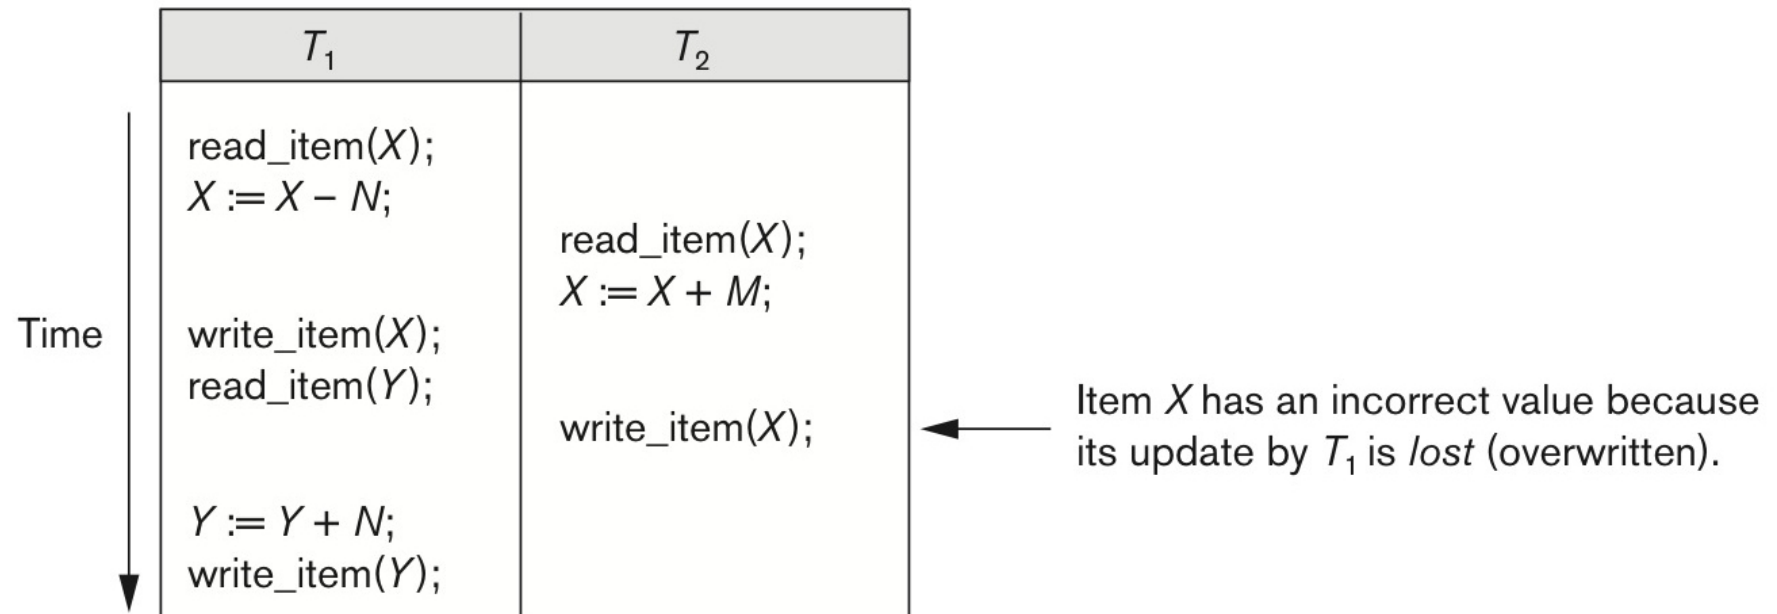 T₁ T₂
read_item(X);
X := X – N;
read_item(X);
X := X + M;
Time
write_item(X);
read_item(Y);
write_item(X);
Item X has an incorrect value because
its update by T₁ is lost (overwritten).
Y := Y + N;
write_item(Y);